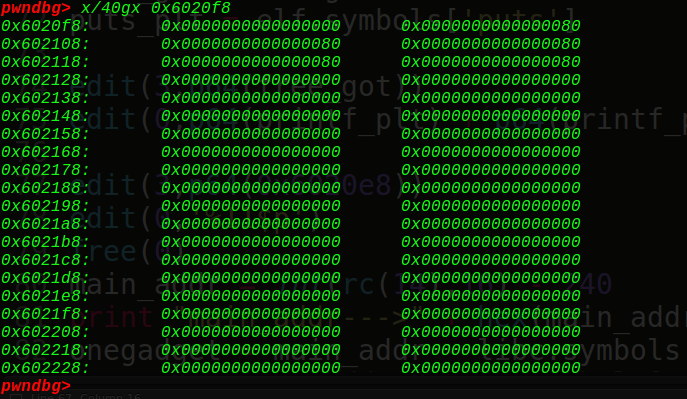 pwndbg> x/40gx 0x6020f8
0x6020f8: 0x0000000000000000 0x0000000000000080
0x602108: 0x0000000000000080 0x0000000000000080
0x602118: 0x0000000000000080 0x0000000000000000
0x602128: 0x0000000000000000 0x0000000000000000
0x602138: 0x0000000000000000 0x0000000000000000
0x602148: 0x0000000000000000 0x0000000000000000
0x602158: 0x0000000000000000 0x0000000000000000
0x602168: 0x0000000000000000 0x0000000000000000
0x602178: 0x0000000000000000 0x0000000000000000
0x602188: 0x0000000000000000 0x0000000000000000
0x602198: 0x0000000000000000 0x0000000000000000
0x6021a8: 0x0000000000000000 0x0000000000000000
0x6021b8: 0x0000000000000000 0x0000000000000000
0x6021c8: 0x0000000000000000 0x0000000000000000
0x6021d8: 0x0000000000000000 0x0000000000000000
0x6021e8: 0x0000000000000000 0x0000000000000000
0x6021f8: 0x0000000000000000 0x0000000000000000
0x602208: 0x0000000000000000 0x0000000000000000
0x602218: 0x0000000000000000 0x0000000000000000
0x602228: 0x0000000000000000 0x0000000000000000
pwndbg>